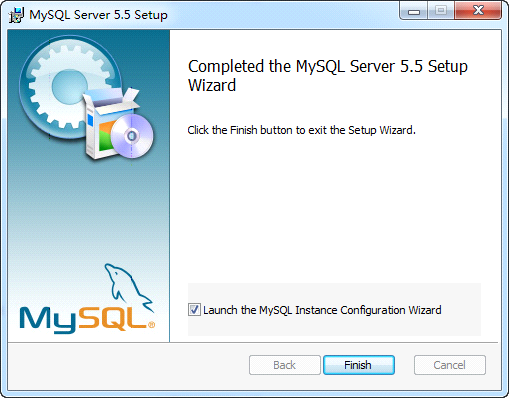 MySQL Server 5.5 Setup
Completed the MySQL Server 5.5 Setup
Wizard
Click the Finish button to exit the Setup Wizard.
MySQL®
Launch the MySQL Instance Configuration Wizard
Back
Finish
Cancel